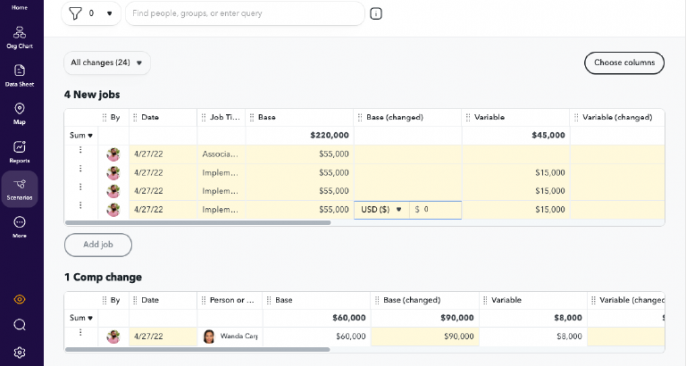 Home
Org Chart
Data Sheet
Map
Reports
Scenarios
More
0
Find people, groups, or enter query
All changes (24)
Choose columns
4 New jobs
By Date Job Ti... Base Base (changed) Variable Variable (changed)
Sum $220,000 $45,000
4/27/22 Associa... $55,000
4/27/22 Implem... $55,000 $15,000
4/27/22 Implem... $55,000 $15,000
4/27/22 Implem... $55,000 USD ($) $ 0 $15,000
Add job
1 Comp change
By Date Person or ... Base Base (changed) Variable Variable (changed
Sum $60,000 $90,000 $8,000
4/27/22 Wanda $60,000 $90,000 $8,000